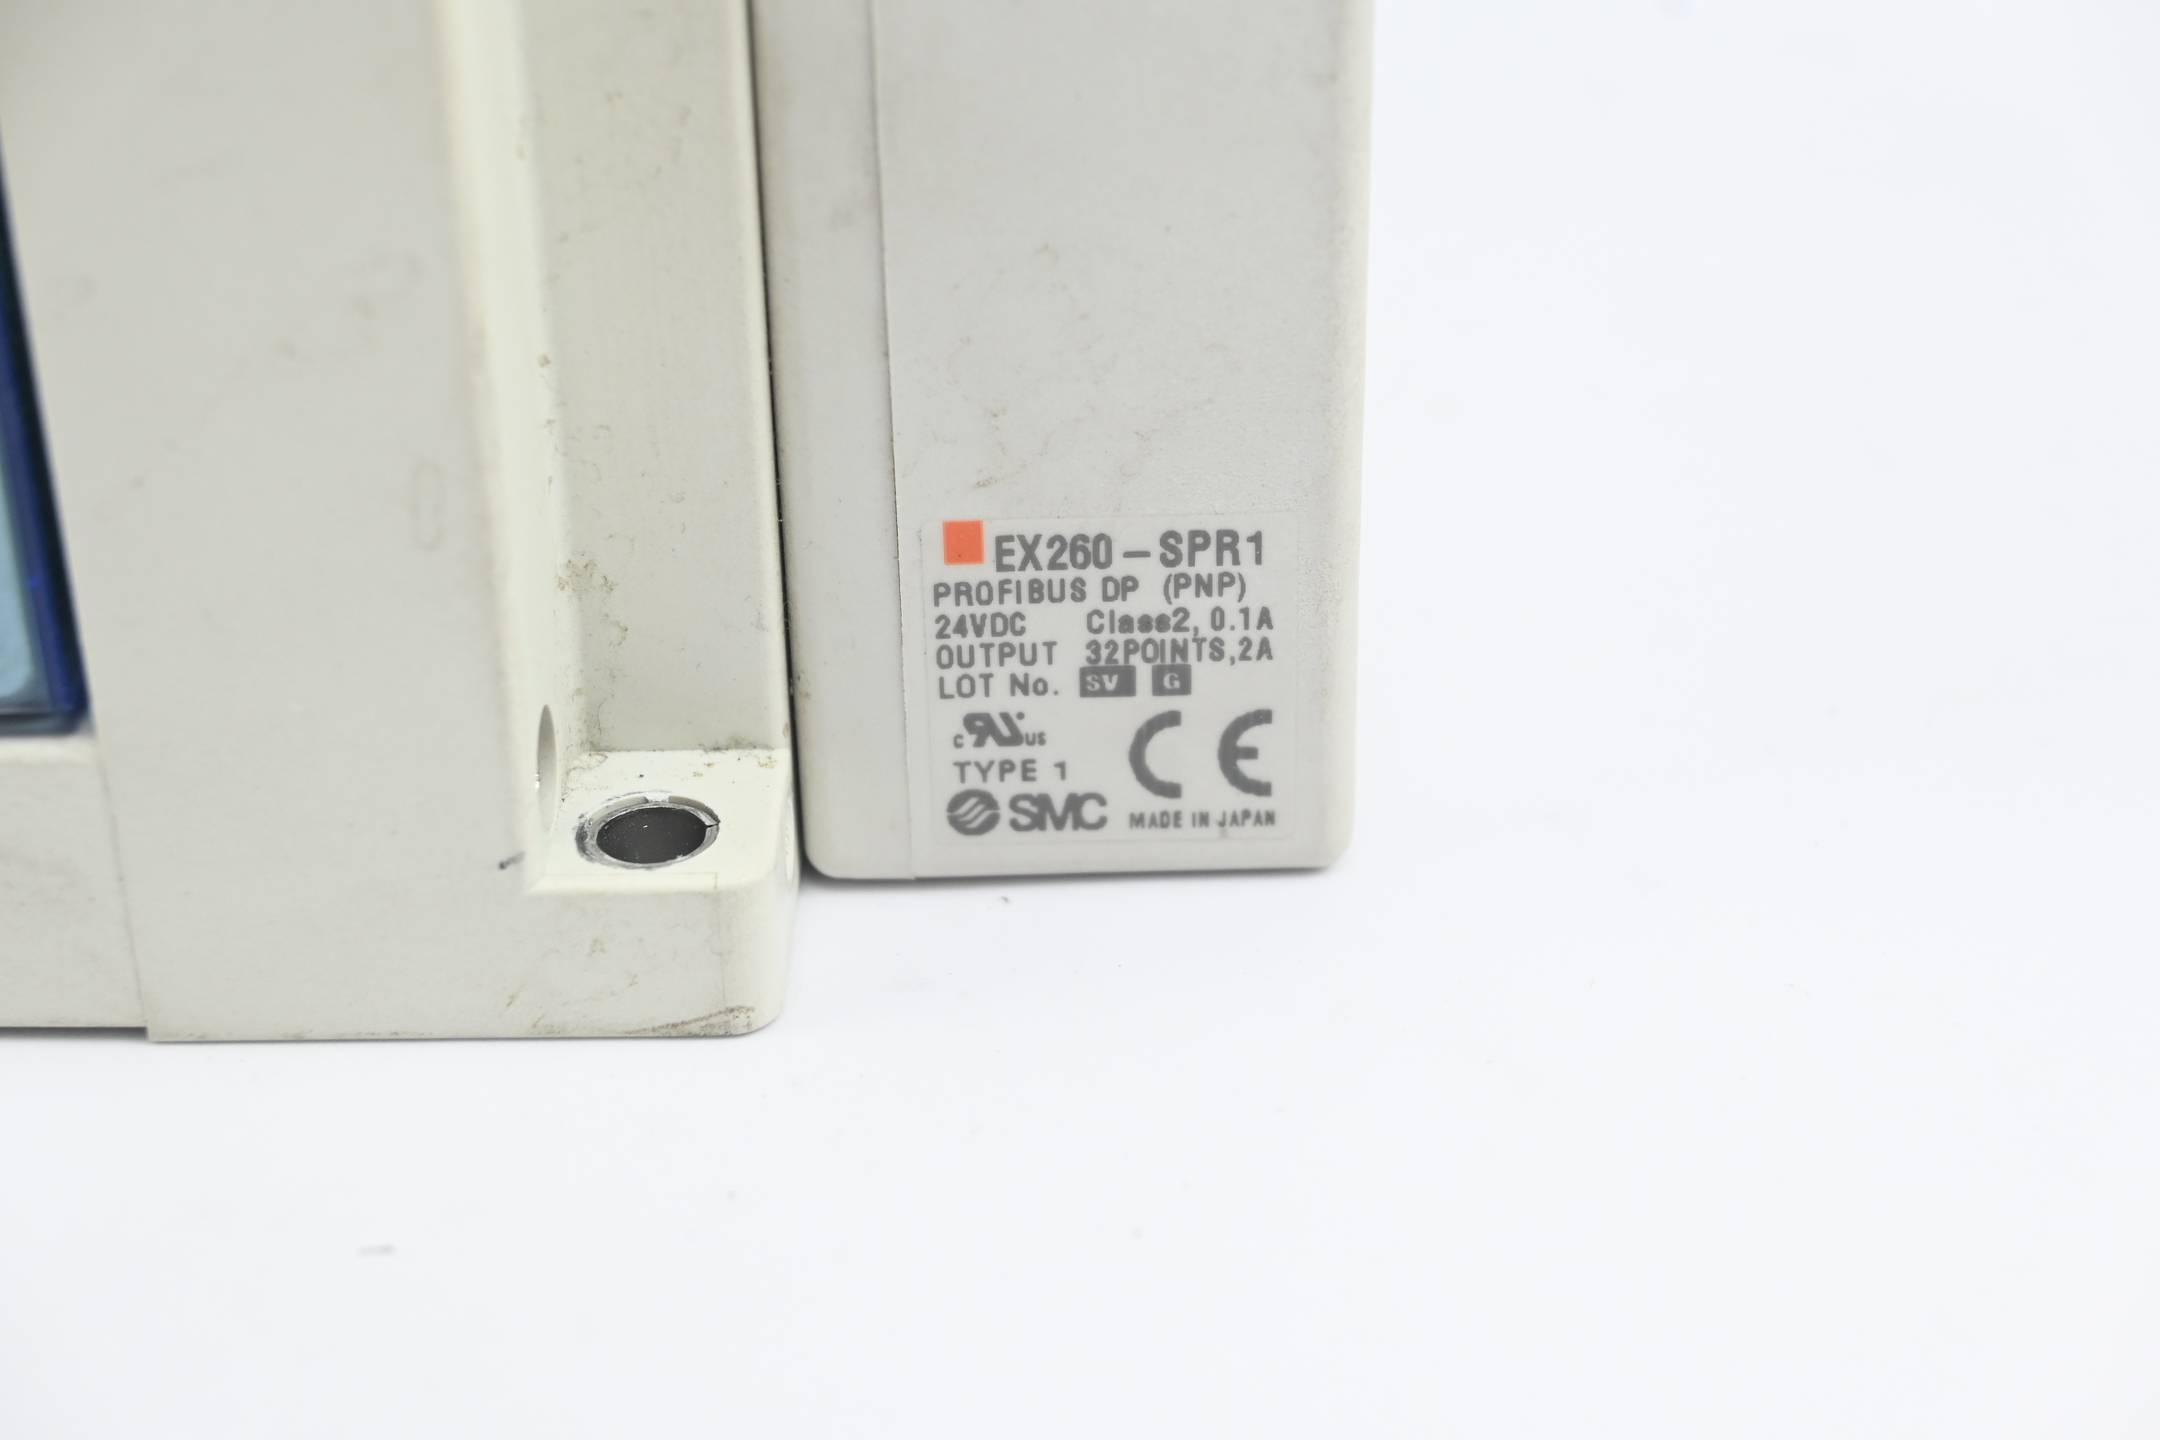 EX260-SPR1
PROFIBUS DP (PNP)
24VDC Class2, 0.1A
OUTPUT 32POINTS, 2A
LOT No. SV G
c RU US
TYPE 1
CE
SMC MADE IN JAPAN